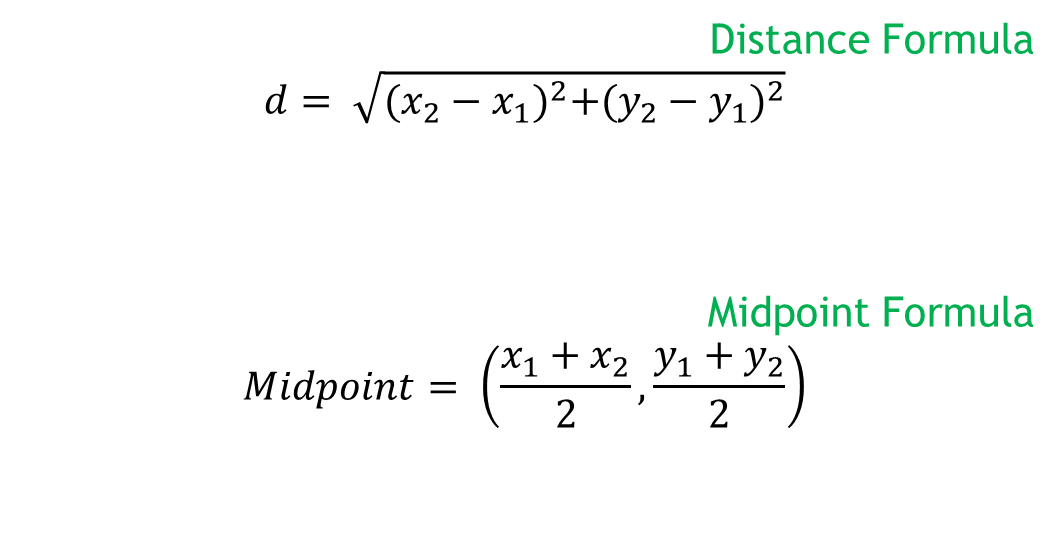 Distance Formula
d = √(x₂ − x₁)²+(y₂ − y₁)²
Midpoint Formula
Midpoint = (x₁ + x₂/2, y₁ + y₂/2)